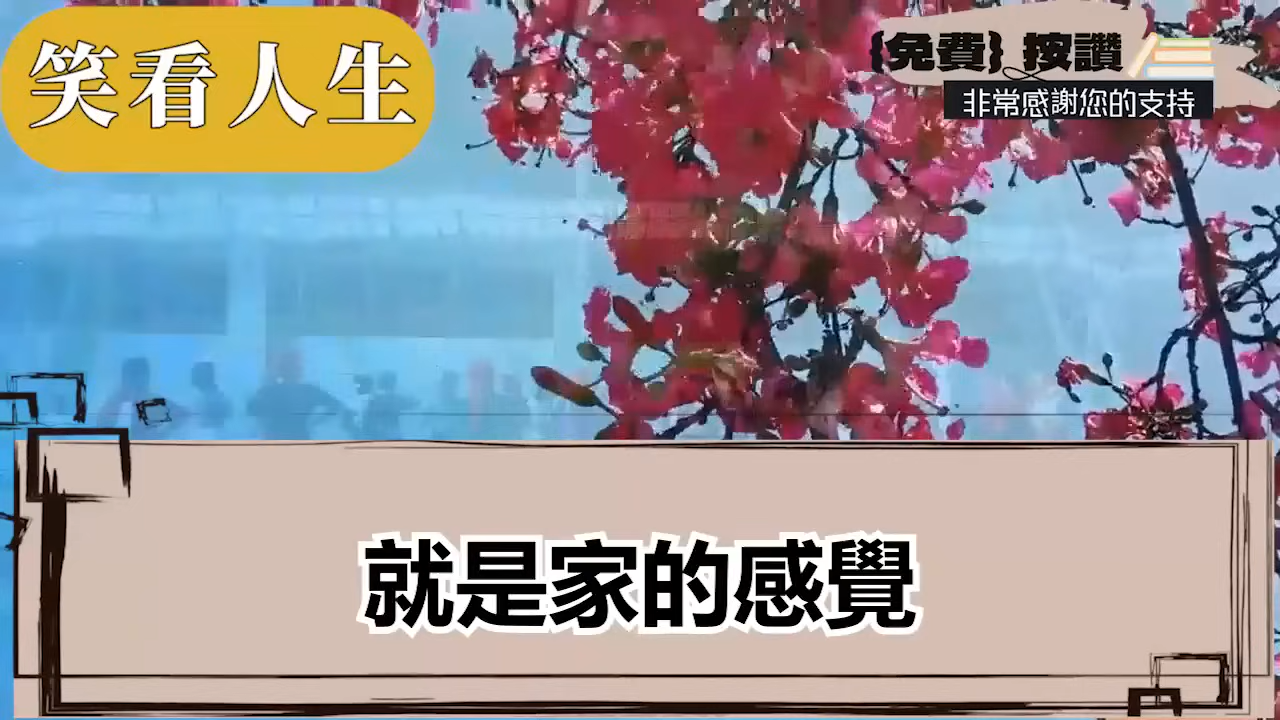 笑看人生
{免費} 按讚
非常感謝您的支持
就是家的感覺